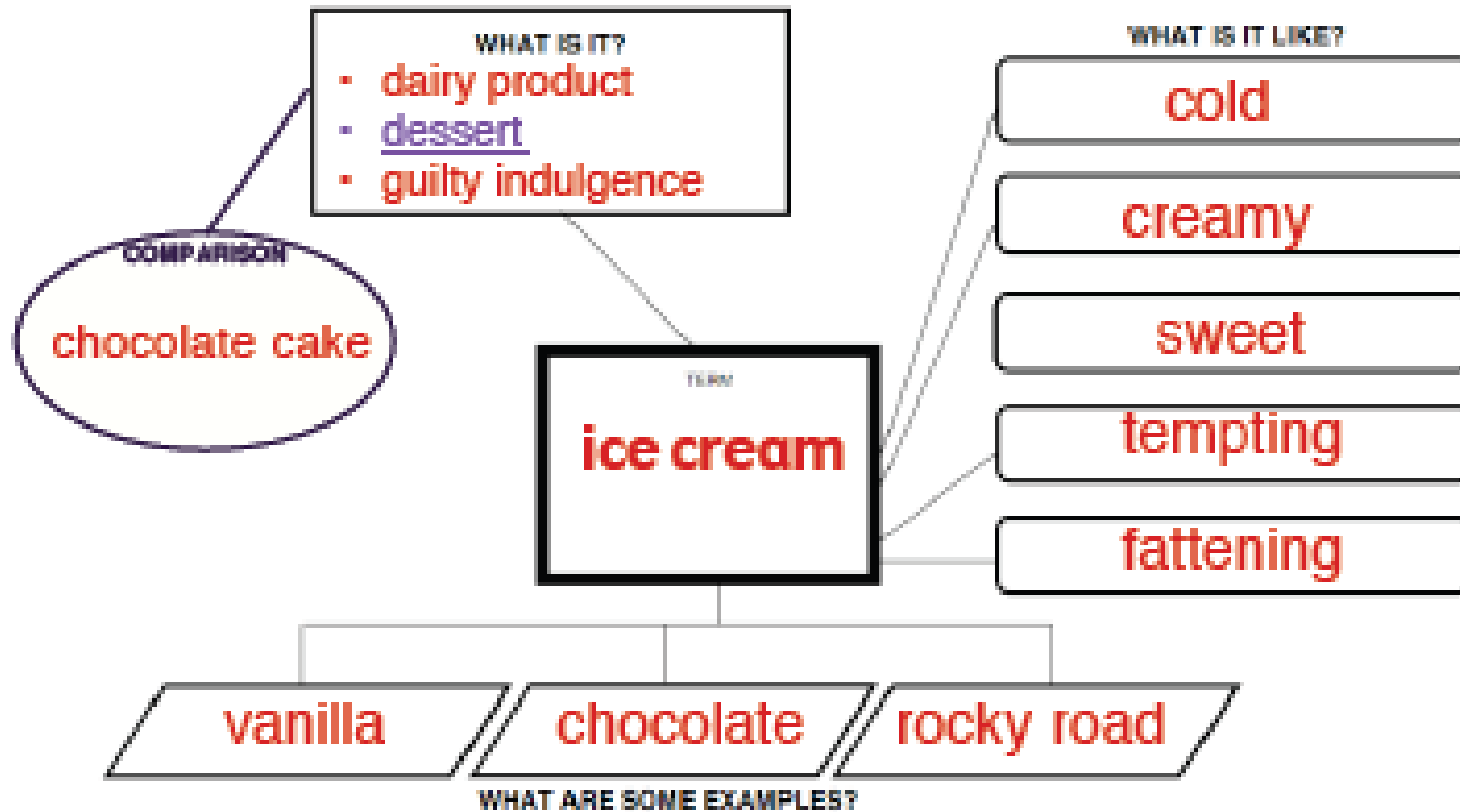 WHAT IS IT?
• dairy product
• dessert
• guilty indulgence
COMPARISON
chocolate cake
TERM
ice cream
WHAT IS IT LIKE?
cold
creamy
sweet
tempting
fattening
vanilla
chocolate
rocky road
WHAT ARE SOME EXAMPLES?